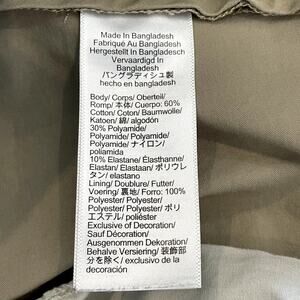 Made In Bangladesh
Fabriqué Au Bangladesh
Hergestellt In Bangladesch
Vervaardigd In
Bangladesh
バングラディシュ製
hecho en bangladesh
Body/ Corps/ Oberteil/
Romp/ 本体/ Cuerpo: 60%
Cotton/ Coton/ Baumwolle/
Katoen/ 綿/ algodón
30% Polyamide/
Polyamide/ Polyamide/
Polyamide/ ナイロン/
poliamida
10% Elastane/ Élasthanne/
Elastan/ Elastaan/ ポリウレ
タン/ elastano
Lining/ Doublure/ Futter/
Voering/ 裏地/ Forro: 100%
Polyester/ Polyester/
Polyester/ Polyester/ ポリ
エステル/ poliéster
Exclusive of Decoration/
Sauf Décoration/
Ausgenommen Dekoration/
Behalve Versiering/ 装飾部
分を除く/ exclusivo de la
decoración